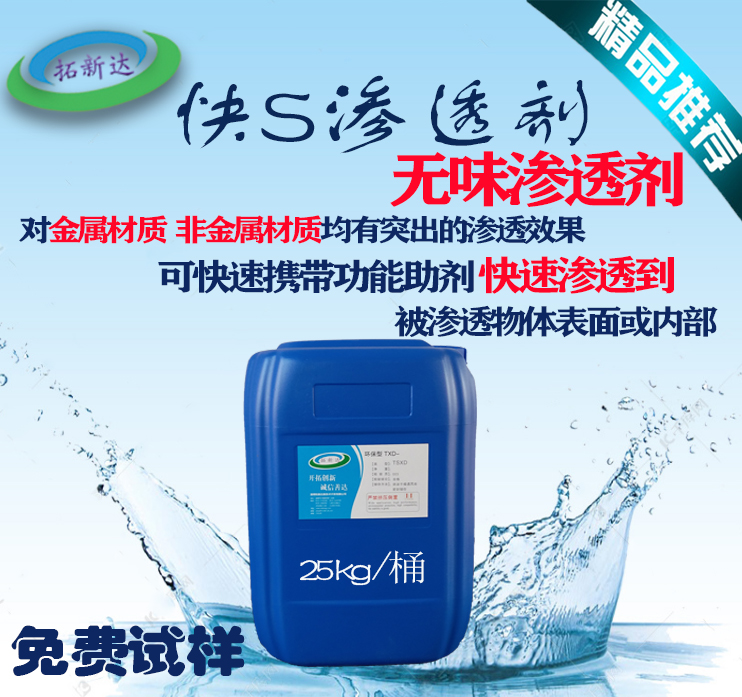 拓新达
精品推荐
快S渗透剂
无味渗透剂
对金属材质 非金属材质均有突出的渗透效果
可快速携带功能助剂 快速渗透到
被渗透物体表面或内部
环保型 TXD-
TSXD
开拓创新
诚信善达
25kg/桶
免费试样